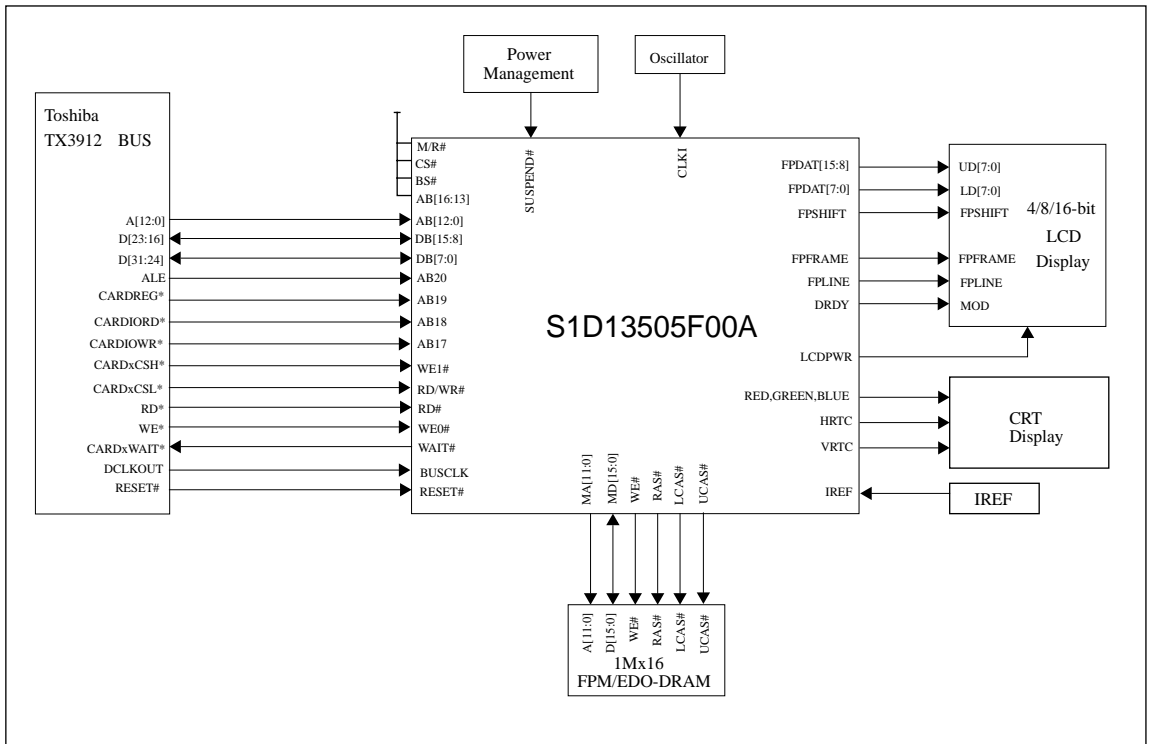 Power
Management
Oscillator
Toshiba
TX3912 BUS
A[12:0]
D[23:16]
D[31:24]
ALE
CARDREG*
CARDIORD*
CARDIOWR*
CARDxCSH*
CARDxCSL*
RD*
WE*
CARDxWAIT*
DCLKOUT
RESET#
M/R#
CS#
BS#
AB[16:13]
AB[12:0]
DB[15:8]
DB[7:0]
AB20
AB19
AB18
AB17
WE1#
RD/WR#
RD#
WE0#
WAIT#
BUSCLK
RESET#
SUSPEND#
CLKI
S1D13505F00A
FPDAT[15:8]
FPDAT[7:0]
FPSHIFT
FPFRAME
FPLINE
DRDY
LCDPWR
RED,GREEN,BLUE
HRTC
VRTC
IREF
UD[7:0]
LD[7:0]
FPSHIFT
FPFRAME
FPLINE
MOD
4/8/16-bit
LCD
Display
CRT
Display
IREF
MA[11:0]
MD[15:0]
WE#
RAS#
LCAS#
UCAS#
A[11:0]
D[15:0]
WE#
RAS#
LCAS#
UCAS#
1Mx16
FPM/EDO-DRAM